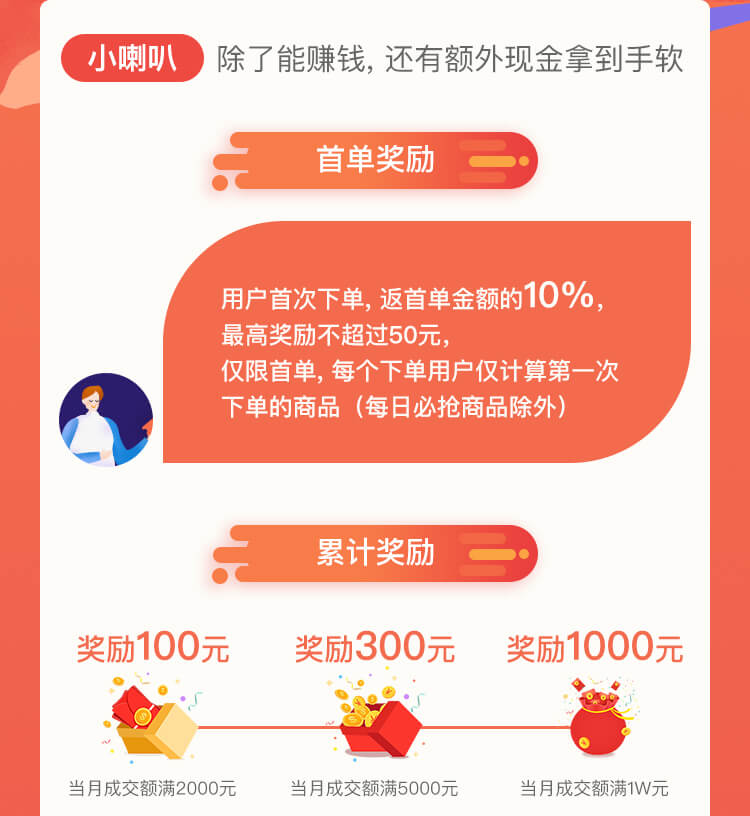 小喇叭 除了能赚钱, 还有额外现金拿到手软
首单奖励
用户首次下单, 返首单金额的10%,
最高奖励不超过50元,
仅限首单, 每个下单用户仅计算第一次
下单的商品（每日必抢商品除外）
累计奖励
奖励100元 奖励300元 奖励1000元
当月成交额满2000元 当月成交额满5000元 当月成交额满1W元